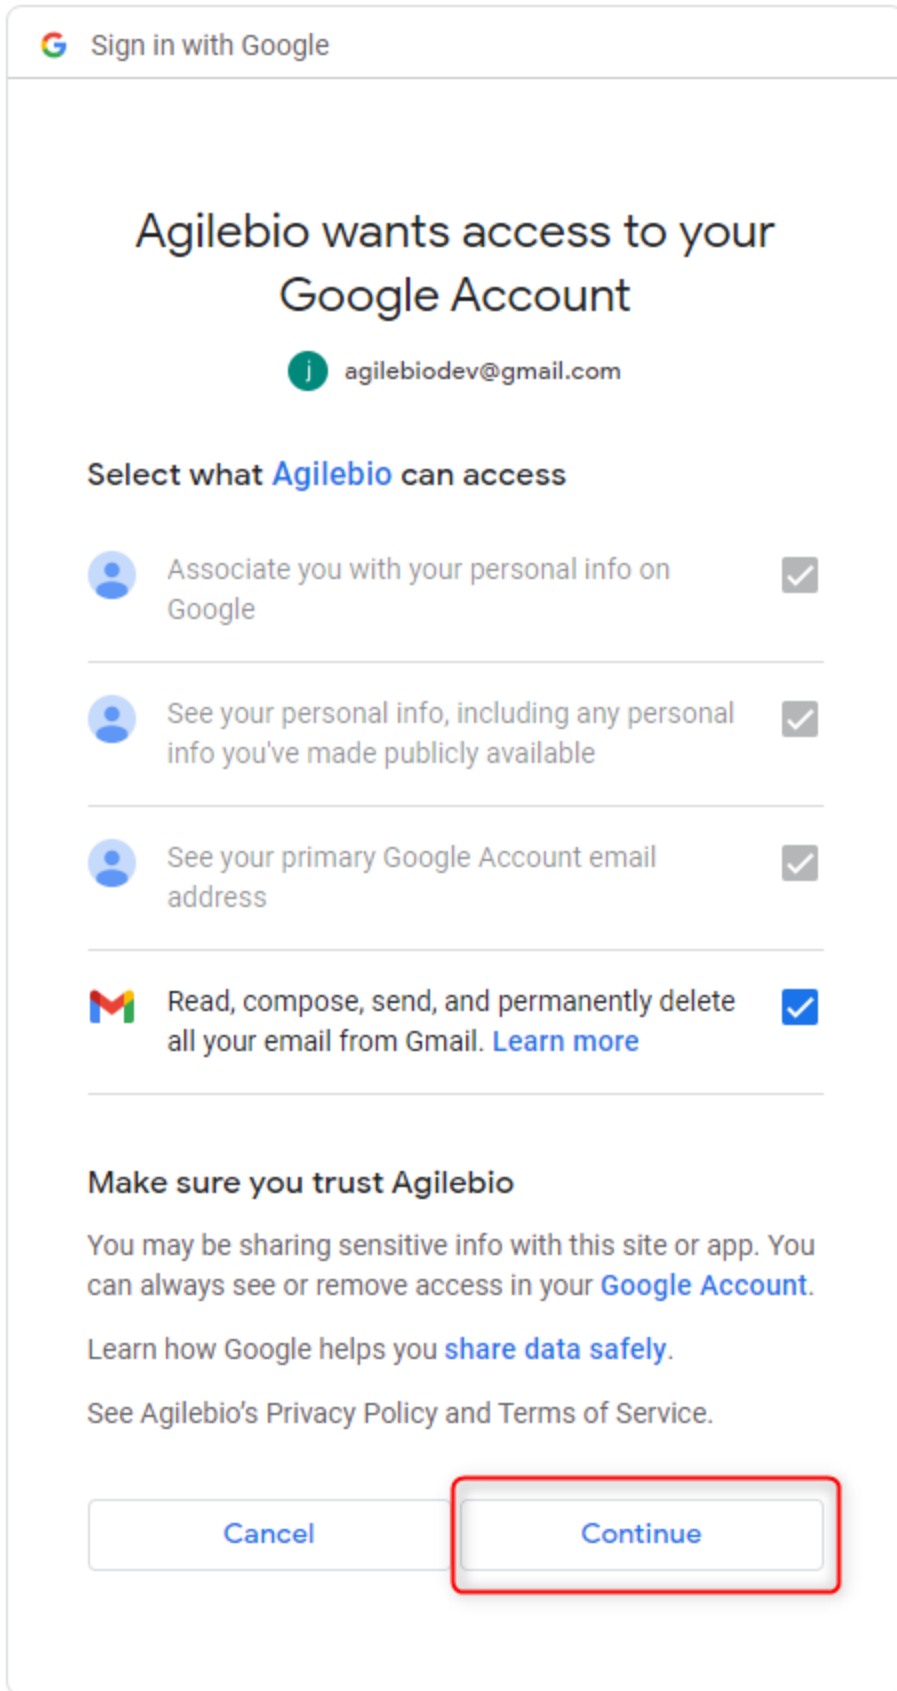 Sign in with Google
Agilebio wants access to your
Google Account
j agilebiodev@gmail.com
Select what Agilebio can access
Associate you with your personal info on
Google
See your personal info, including any personal
info you've made publicly available
See your primary Google Account email
address
Read, compose, send, and permanently delete
all your email from Gmail. Learn more
Make sure you trust Agilebio
You may be sharing sensitive info with this site or app. You
can always see or remove access in your Google Account.
Learn how Google helps you share data safely.
See Agilebio’s Privacy Policy and Terms of Service.
Cancel Continue